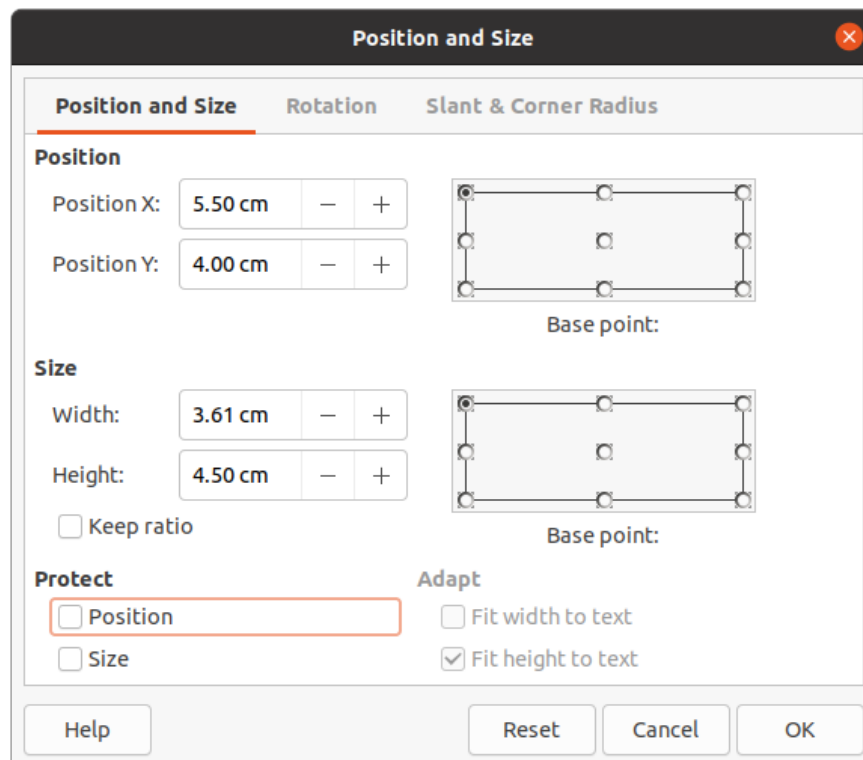 Position and Size
Position and Size Rotation Slant & Corner Radius
Position
Position X: 5.50 cm
Position Y: 4.00 cm
Base point:
Size
Width: 3.61 cm
Height: 4.50 cm
Keep ratio
Base point:
Protect Adapt
Position Fit width to text
Size Fit height to text
Help Reset Cancel OK